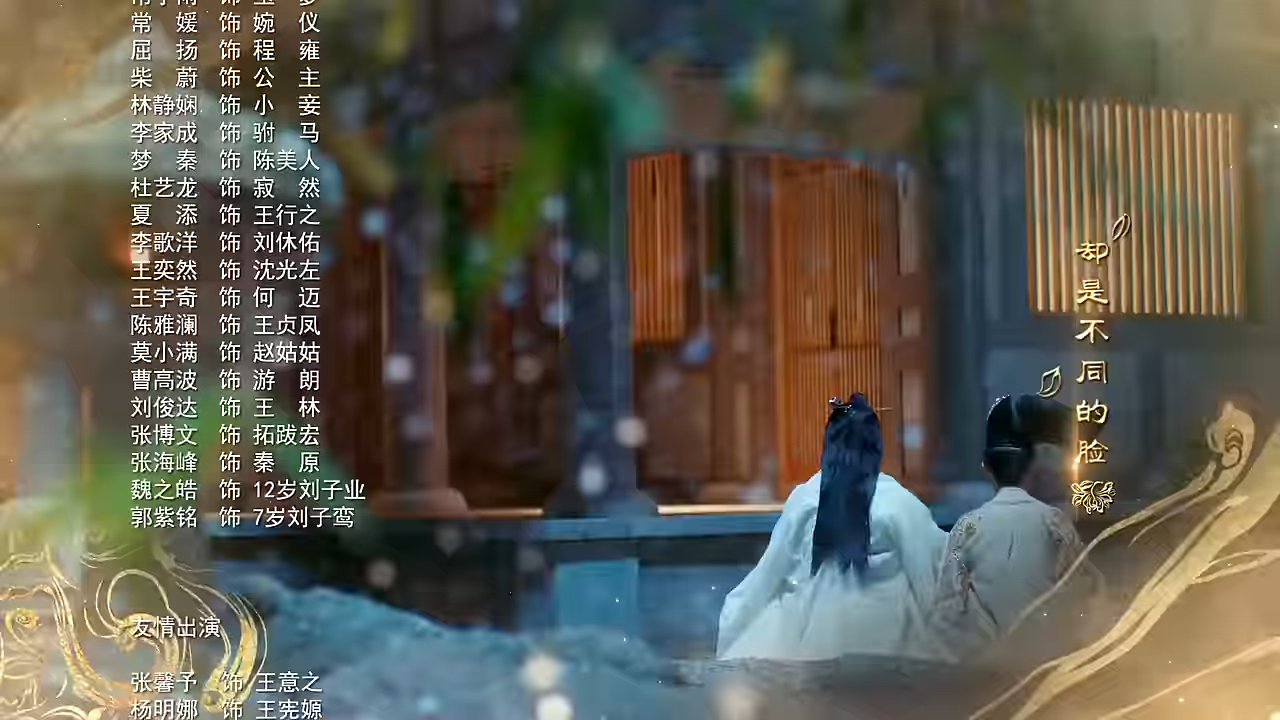 常　媛　饰　婉　仪
屈　扬　饰　程　雍
柴　蔚　饰　公　主
林静娴　饰　小　妾
李家成　饰　驸　马
梦　秦　饰　陈美人
杜艺龙　饰　寂　然
夏　添　饰　王行之
李歌洋　饰　刘休佑
王奕然　饰　沈光左
王宇奇　饰　何　迈
陈雅澜　饰　王贞凤
莫小满　饰　赵姑姑
曹高波　饰　游　朗
刘俊达　饰　王　林
张博文　饰　拓跋宏
张海峰　饰　秦　原
魏之皓　饰　12岁刘子业
郭紫铭　饰　7岁刘子鸾
友情出演
张馨予　饰　王意之
杨明娜　饰　王宪嫄
却是不同的脸